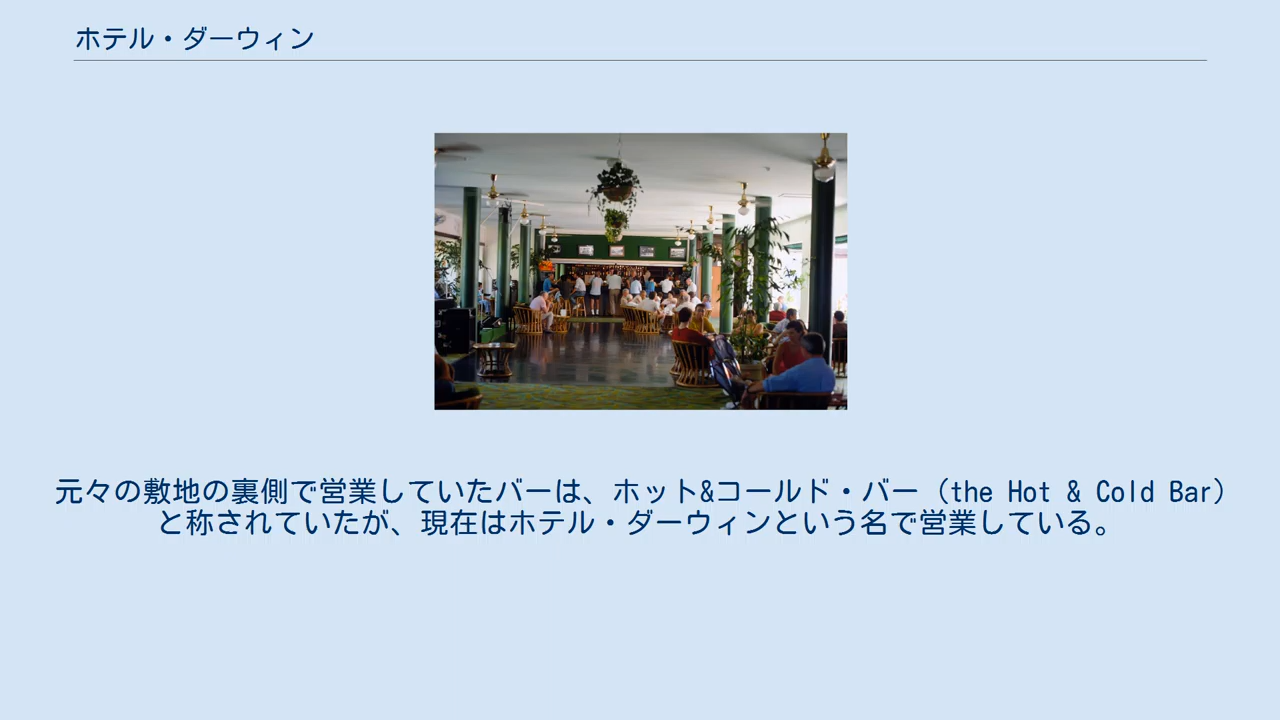 ホテル・ダーウィン
元々の敷地の裏側で営業していたバーは、ホット&コールド・バー（the Hot & Cold Bar）
と称されていたが、現在はホテル・ダーウィンという名で営業している。